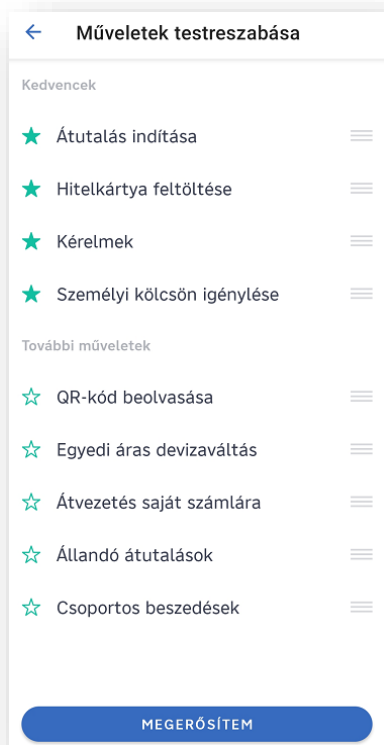 Műveletek testreszabása
Kedvencek
Átutalás indítása
Hitelkártya feltöltése
Kérelmek
Személyi kölcsön igénylése
További műveletek
QR-kód beolvasása
Egyedi áras devizaváltás
Átvezetés saját számlára
Állandó átutalások
Csoportos beszedések
MEGERŐSÍTEM